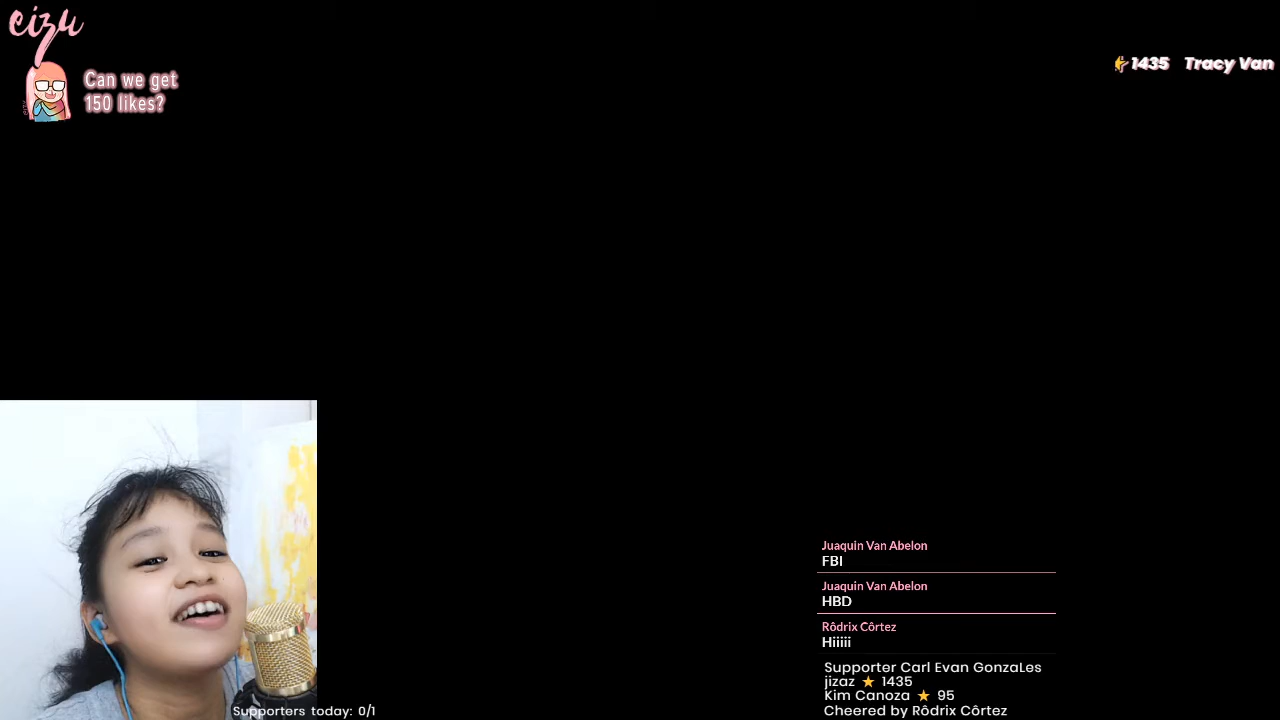 eizu
Can we get
150 likes?
1435 Tracy Van
Juaquin Van Abelon
FBI
Juaquin Van Abelon
HBD
Rôdrix Côrtez
Hiiiii
Supporter Carl Evan GonzaLes
jizaz ★ 1435
Kim Canoza ★ 95
Cheered by Rôdrix Côrtez
Supporters today: 0/1